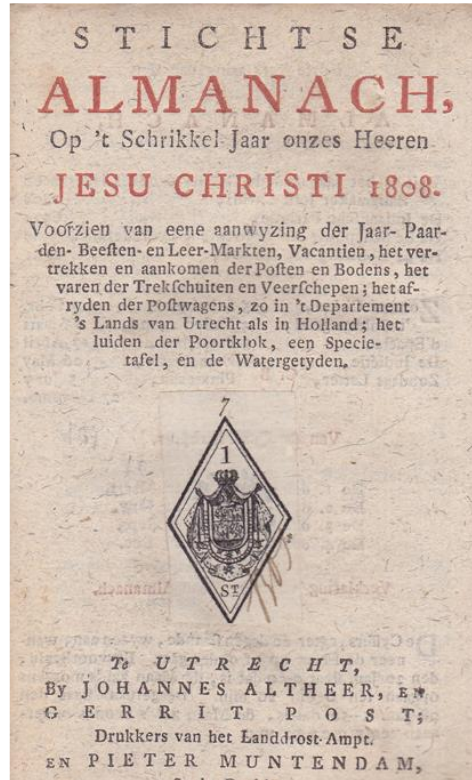 STICHTSE
ALMANACH,
Op 't Schrikkel-Jaar onzes Heeren
JESU CHRISTI 1808.
Voorzien van eene aanwyzing der Jaar- Paar-
den- Beeſten- en Leer-Markten, Vacantien, het ver-
trekken en aankomen der Poſten en Bodens, het
varen der Trekſchuiten en Veerſchepen; het af-
ryden der Poſtwagens, zo in 't Departement
's Lands van Utrecht als in Holland; het
luiden der Poortklok, een Specie-
tafel, en de Watergetyden.
7
1
ST.
Te UTRECHT,
By JOHANNES ALTHEER, EN
GERRIT POST;
Drukkers van het Landdrost-Ampt.
EN PIETER MUNTENDAM,